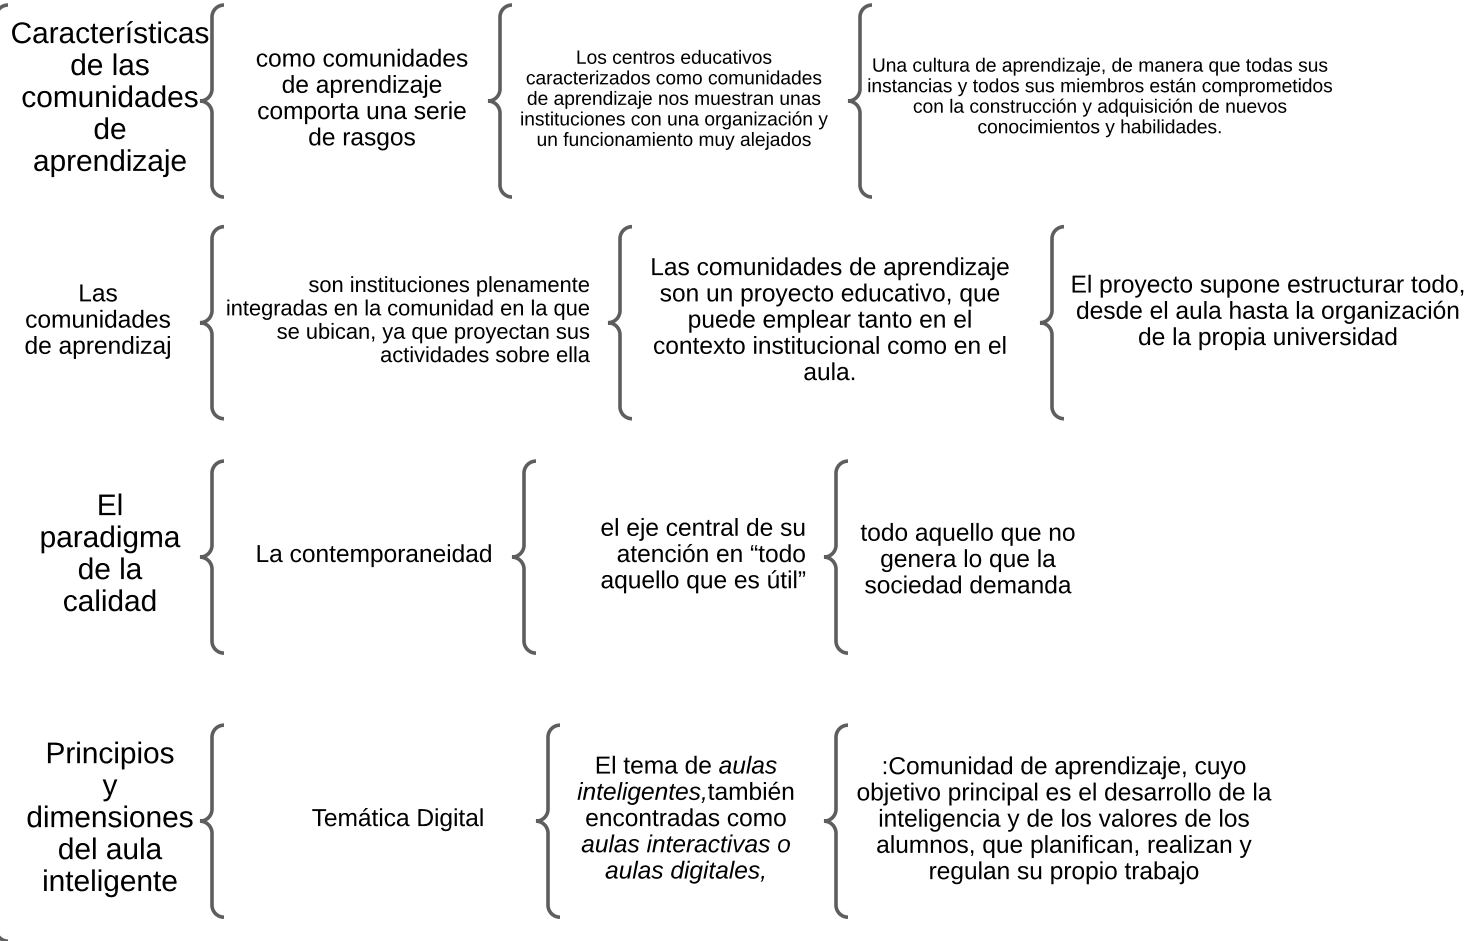 Características
de las
comunidades
de
aprendizaje
como comunidades
de aprendizaje
comporta una serie
de rasgos
Los centros educativos
caracterizados como comunidades
de aprendizaje nos muestran unas
instituciones con una organización y
un funcionamiento muy alejados
Una cultura de aprendizaje, de manera que todas sus
instancias y todos sus miembros están comprometidos
con la construcción y adquisición de nuevos
conocimientos y habilidades.
Las
comunidades
de aprendizaj
son instituciones plenamente
integradas en la comunidad en la que
se ubican, ya que proyectan sus
actividades sobre ella
Las comunidades de aprendizaje
son un proyecto educativo, que
puede emplear tanto en el
contexto institucional como en el
aula.
El proyecto supone estructurar todo,
desde el aula hasta la organización
de la propia universidad
El
paradigma
de la
calidad
La contemporaneidad
el eje central de su
atención en “todo
aquello que es útil”
todo aquello que no
genera lo que la
sociedad demanda
Principios
y
dimensiones
del aula
inteligente
Temática Digital
El tema de aulas
inteligentes,también
encontradas como
aulas interactivas o
aulas digitales,
:Comunidad de aprendizaje, cuyo
objetivo principal es el desarrollo de la
inteligencia y de los valores de los
alumnos, que planifican, realizan y
regulan su propio trabajo